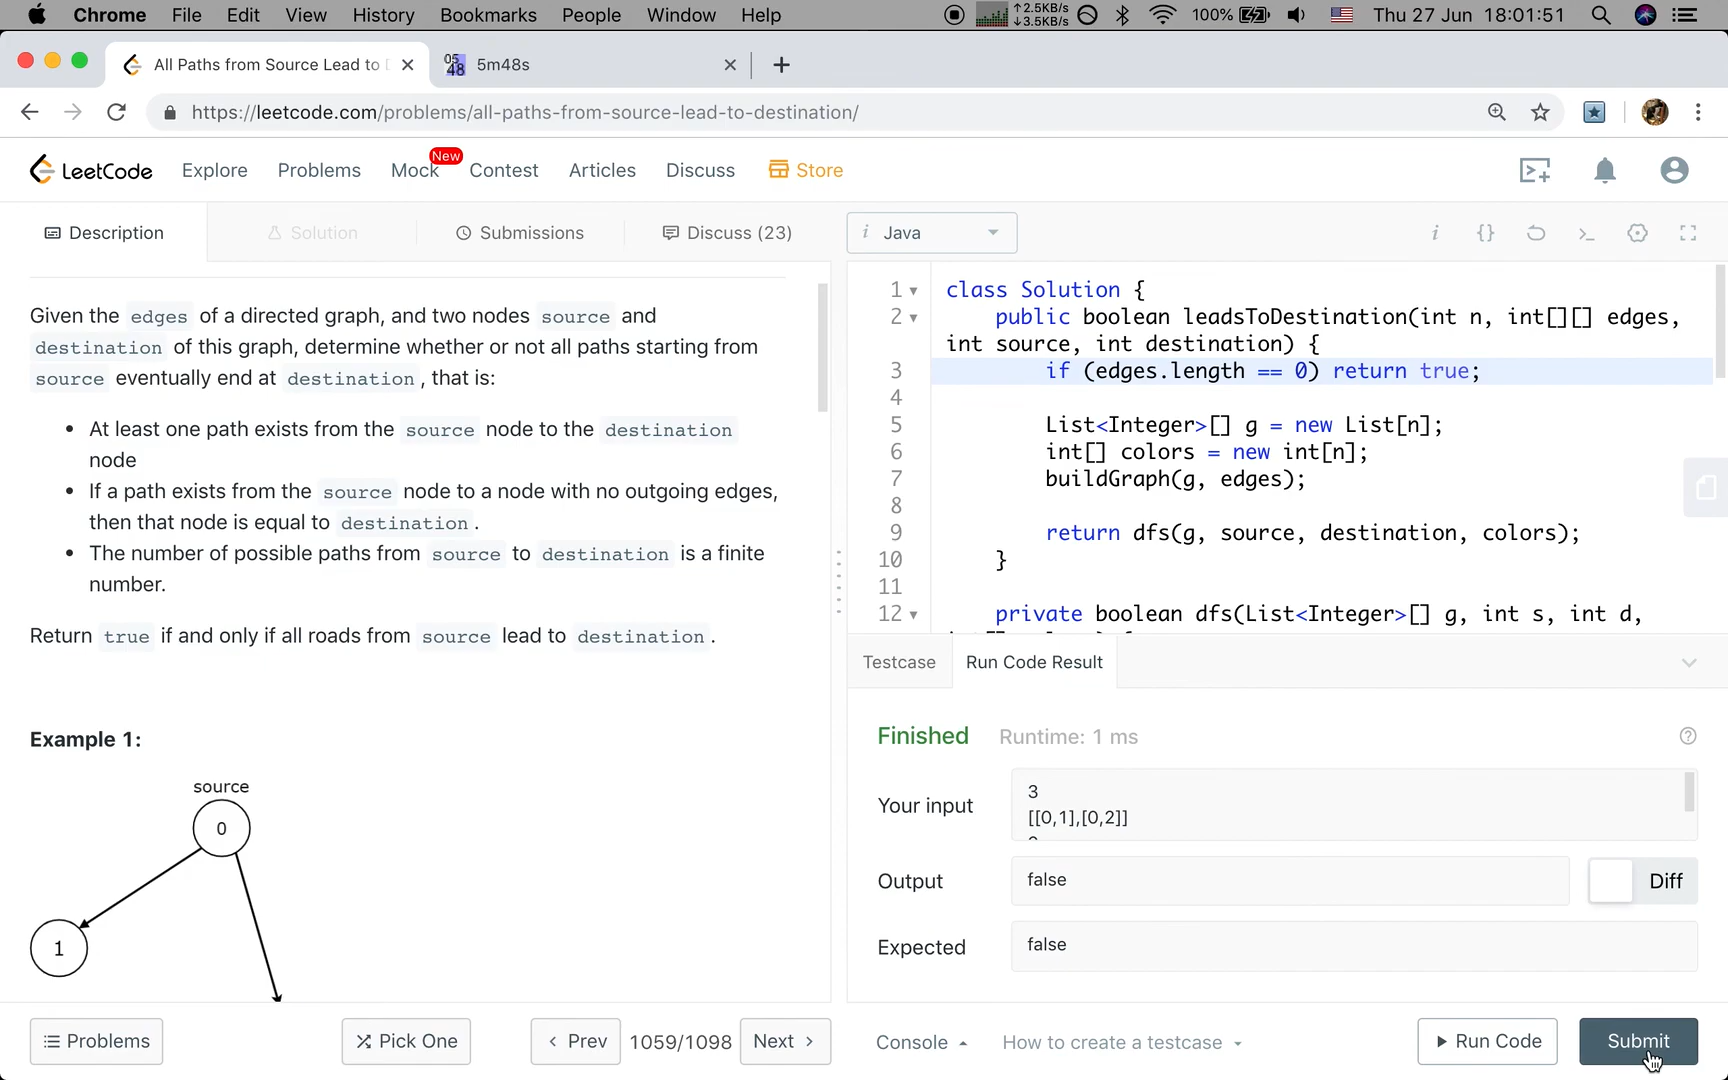 Chrome File Edit View History Bookmarks People Window Help 2.5KB/s 3.5KB/s 100% Thu 27 Jun 18:01:51
All Paths from Source Lead to 05 48 5m48s
https://leetcode.com/problems/all-paths-from-source-lead-to-destination/
LeetCode Explore Problems Mock New Contest Articles Discuss Store
Description Solution Submissions Discuss (23) i Java
Given the edges of a directed graph, and two nodes source and
destination of this graph, determine whether or not all paths starting from
source eventually end at destination , that is:
• At least one path exists from the source node to the destination
node
• If a path exists from the source node to a node with no outgoing edges,
then that node is equal to destination .
• The number of possible paths from source to destination is a finite
number.
Return true if and only if all roads from source lead to destination .
Example 1:
source
0
1
1 class Solution {
2 public boolean leadsToDestination(int n, int[][] edges,
int source, int destination) {
3 if (edges.length == 0) return true;
4
5 List<Integer>[] g = new List[n];
6 int[] colors = new int[n];
7 buildGraph(g, edges);
8
9 return dfs(g, source, destination, colors);
10 }
11
12 private boolean dfs(List<Integer>[] g, int s, int d,
Testcase Run Code Result
Finished Runtime: 1 ms
Your input
3
[[0,1],[0,2]]
Output false Diff
Expected false
Problems Pick One < Prev 1059/1098 Next > Console How to create a testcase Run Code Submit